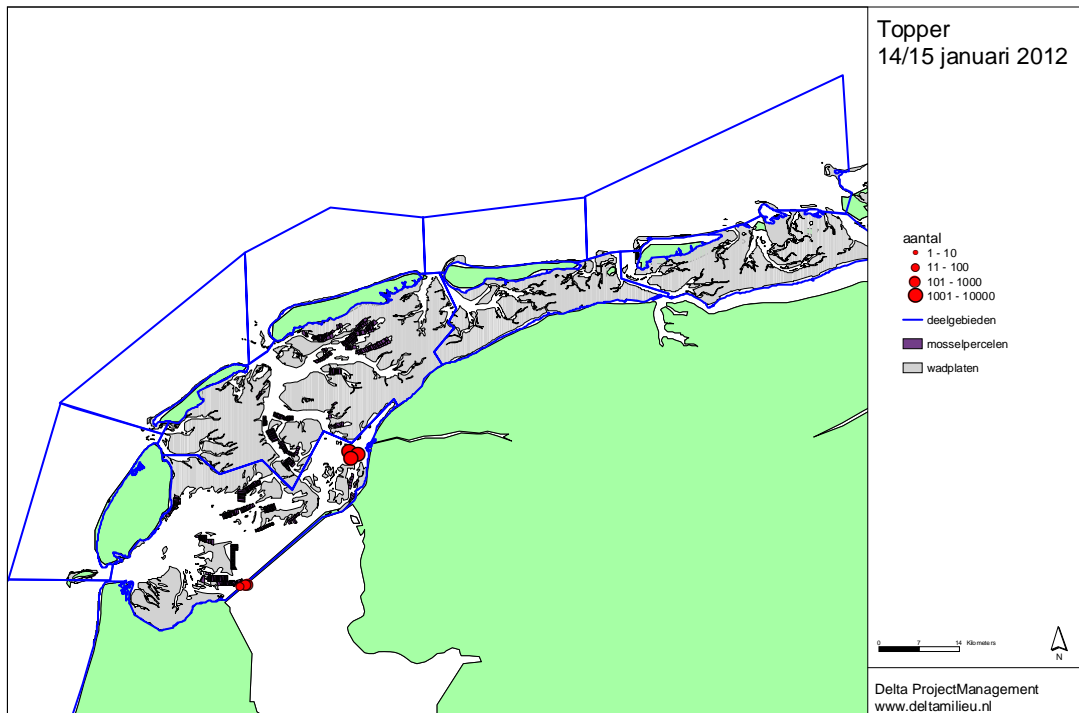 Topper
14/15 januari 2012
aantal
1 - 10
11 - 100
101 - 1000
1001 - 10000
deelgebieden
mosselpercelen
wadplaten
0 7 14 Kilometers
N
Delta ProjectManagement
www.deltamilieu.nl